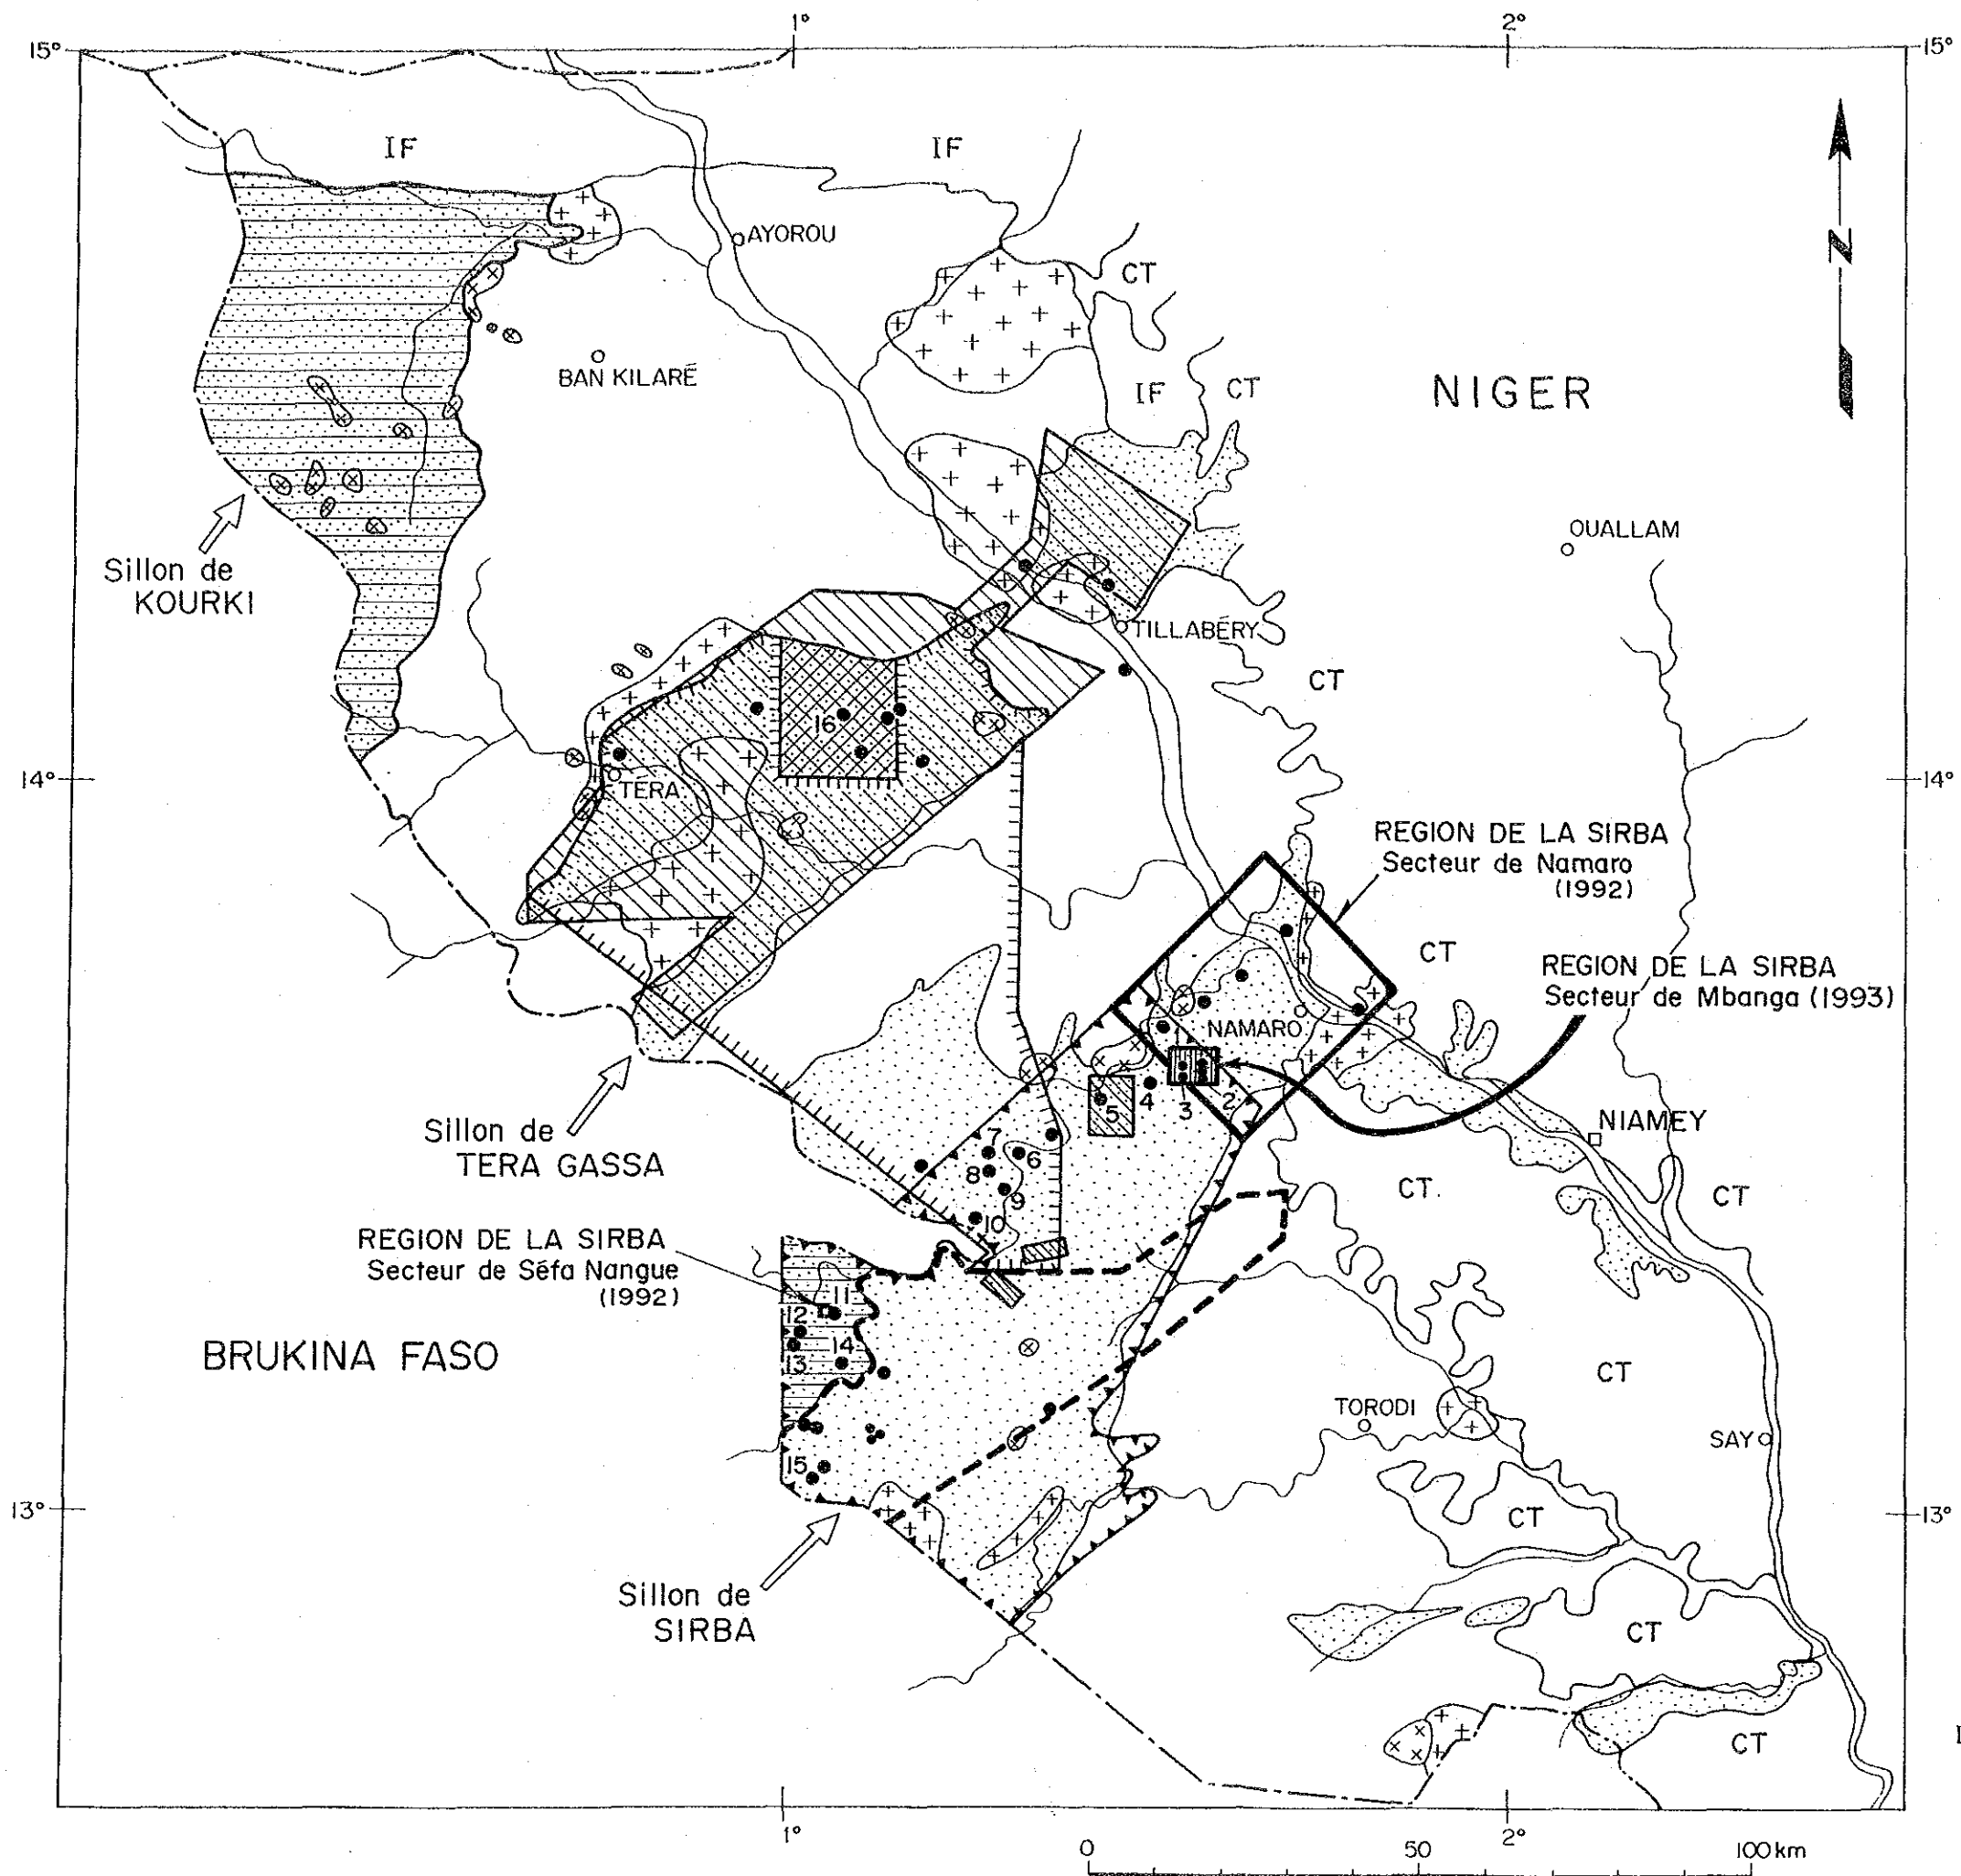 1°
2°
15°
15°
IF
IF
AYOROU
CT
BAN KILARÉ
IF
CT
NIGER
N
OUALLAM
Sillon de
KOURKI
TILLABÉRY
CT
16
14°
TERA
14°
REGION DE LA SIRBA
Secteur de Namaro
(1992)
CT
REGION DE LA SIRBA
Secteur de Mbanga (1993)
NAMARO
1
2
3
4
5
NIAMEY
Sillon de
TERA GASSA
7
6
8
9
10
CT
CT
REGION DE LA SIRBA
Secteur de Séfa Nangue
(1992)
11
12
13
14
BRUKINA FASO
CT
TORODI
SAY
15
13°
CT
13°
Sillon de
SIRBA
CT
CT
1°
2°
0
50
100 km